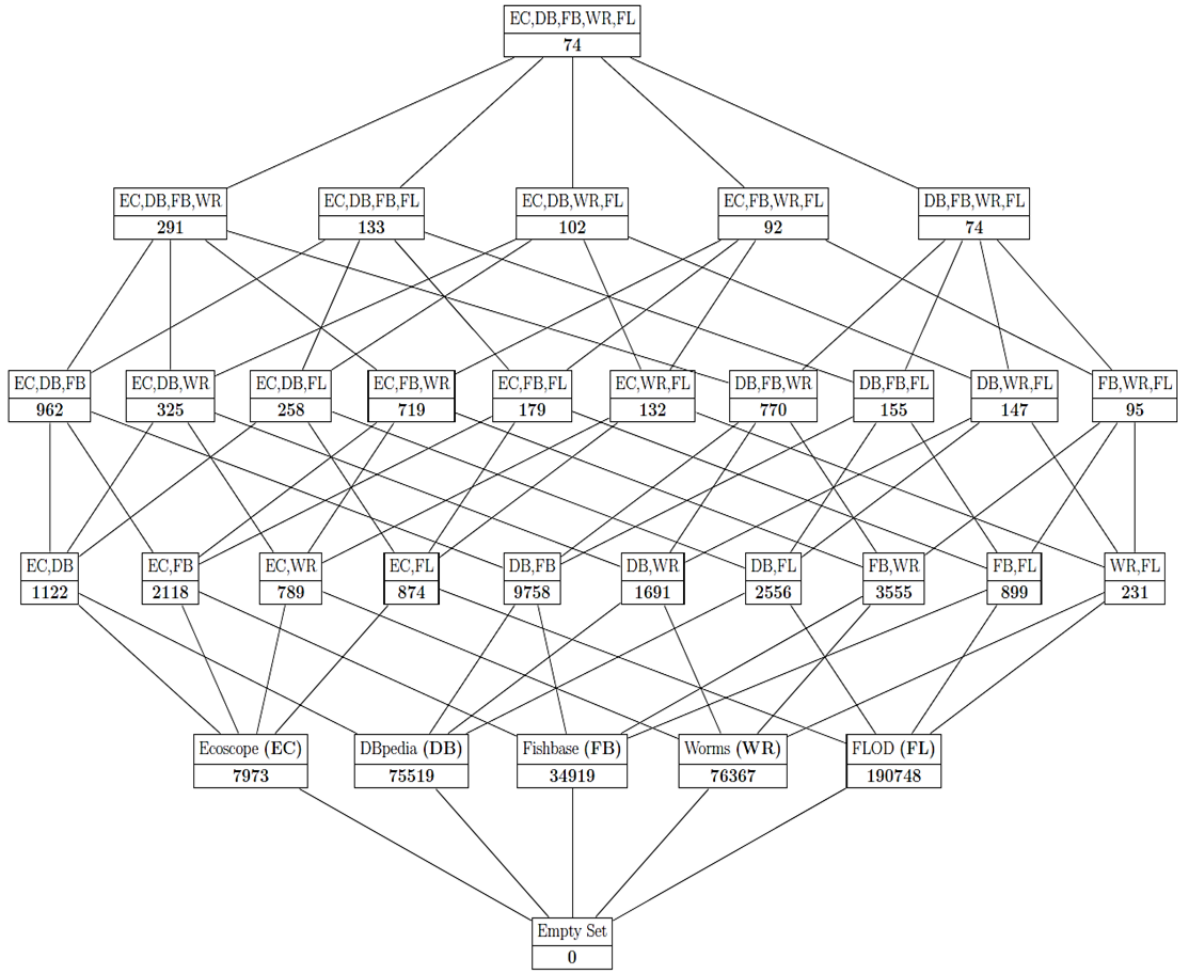 EC,DB,FB,WR,FL
74
EC,DB,FB,WR
291
EC,DB,FB,FL
133
EC,DB,WR,FL
102
EC,FB,WR,FL
92
DB,FB,WR,FL
74
EC,DB,FB
962
EC,DB,WR
325
EC,DB,FL
258
EC,FB,WR
719
EC,FB,FL
179
EC,WR,FL
132
DB,FB,WR
770
DB,FB,FL
155
DB,WR,FL
147
FB,WR,FL
95
EC,DB
1122
EC,FB
2118
EC,WR
789
EC,FL
874
DB,FB
9758
DB,WR
1691
DB,FL
2556
FB,WR
3555
FB,FL
899
WR,FL
231
Ecoscope (EC)
7973
DBpedia (DB)
75519
Fishbase (FB)
34919
Worms (WR)
76367
FLOD (FL)
190748
Empty Set
0